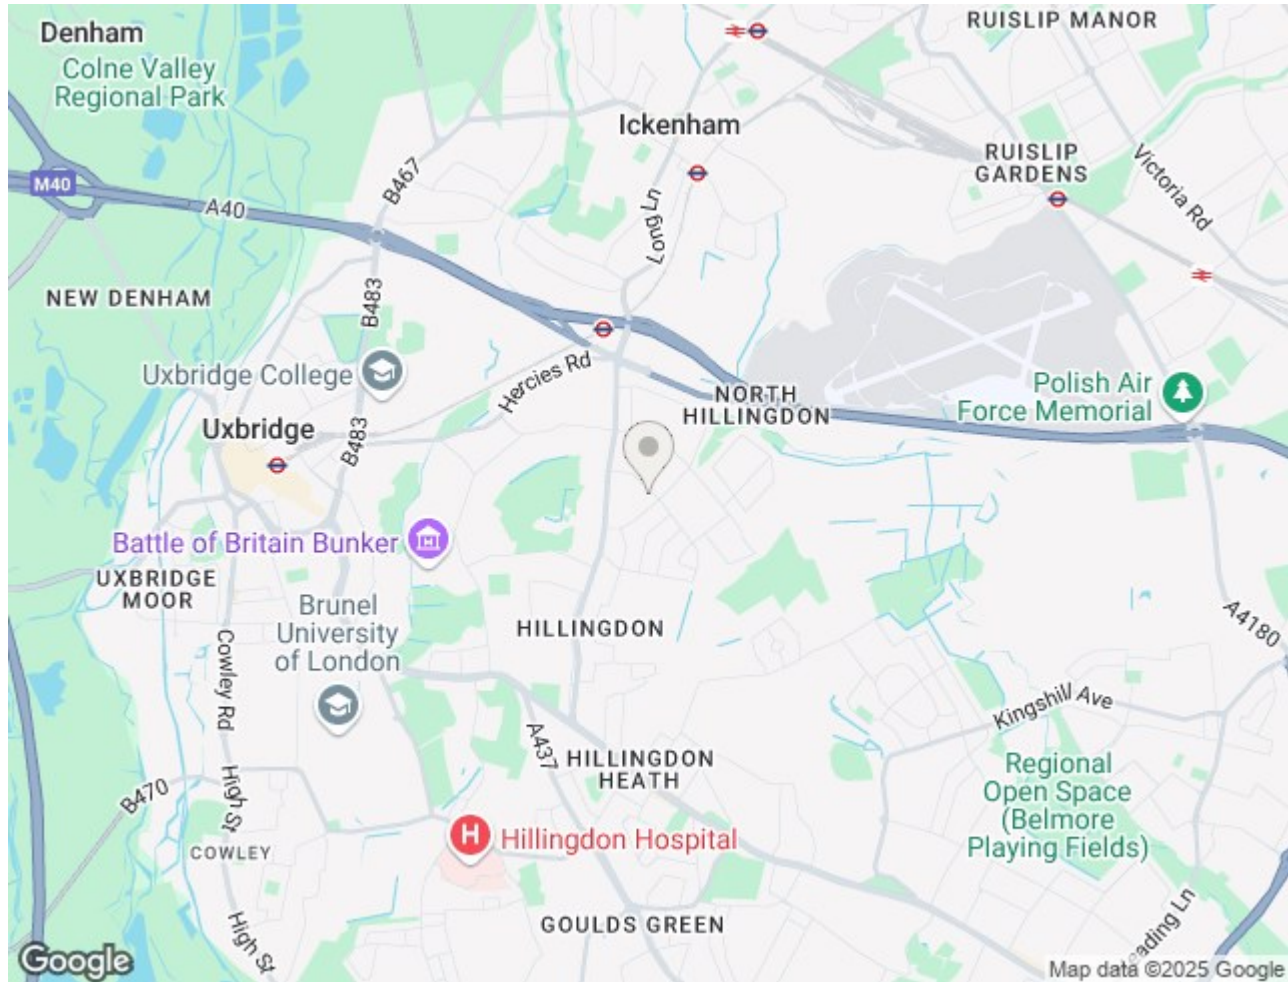 RUISLIP MANOR
Denham
Colne Valley
Regional Park
Ickenham
RUISLIP
GARDENS
Victoria Rd
B467
M40
A40
Long Ln
NEW DENHAM
B483
Uxbridge College
Hercies Rd
NORTH
HILLINGDON
Polish Air
Force Memorial
Uxbridge
B483
Battle of Britain Bunker
UXBRIDGE
MOOR
Brunel
University
of London
HILLINGDON
A4180
Cowley Rd
Kingshill Ave
A437
HILLINGDON
HEATH
Regional
Open Space
(Belmore
Playing Fields)
B470
High St
H
Hillingdon Hospital
COWLEY
GOULDS GREEN
High St
eading Ln
Google
Map data ©2025 Google